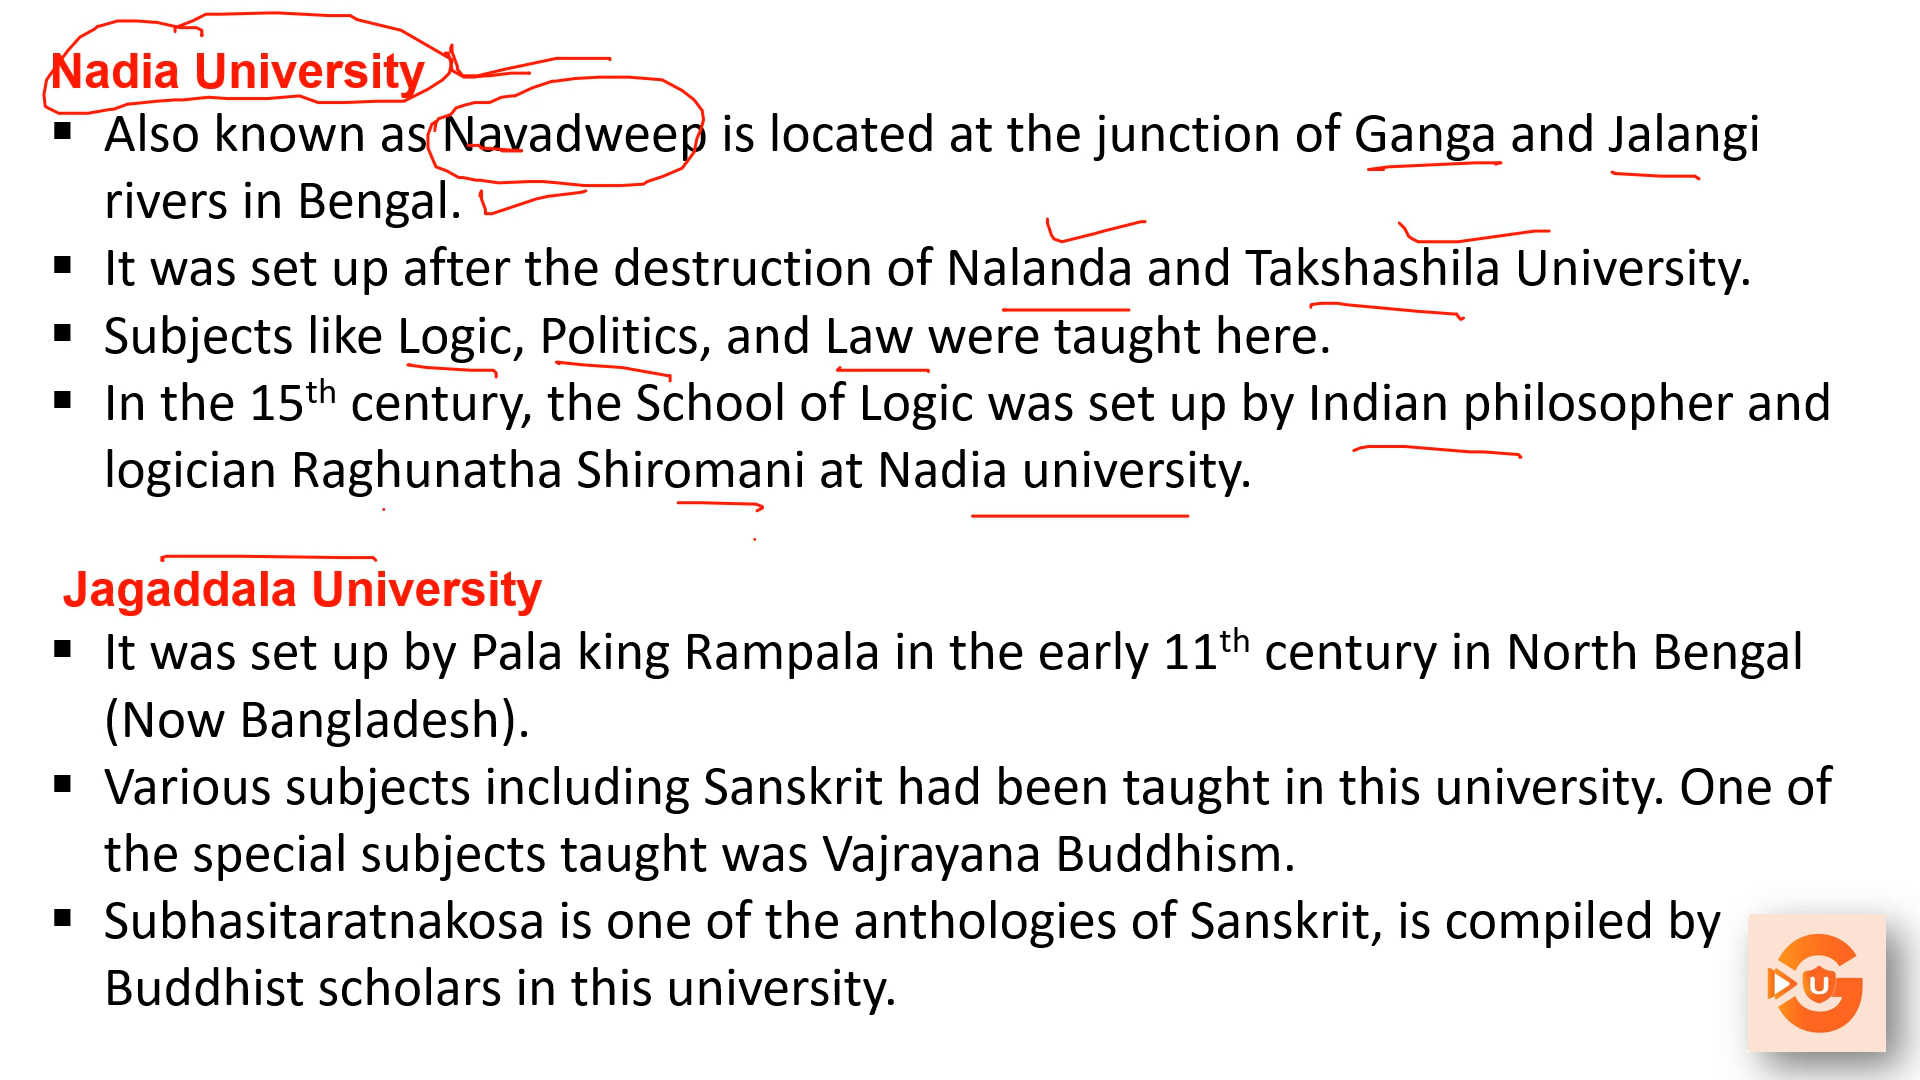 Nadia University
▪ Also known as Navadweep is located at the junction of Ganga and Jalangi
rivers in Bengal.
▪ It was set up after the destruction of Nalanda and Takshashila University.
▪ Subjects like Logic, Politics, and Law were taught here.
▪ In the 15th century, the School of Logic was set up by Indian philosopher and
logician Raghunatha Shiromani at Nadia university.
Jagaddala University
▪ It was set up by Pala king Rampala in the early 11th century in North Bengal
(Now Bangladesh).
▪ Various subjects including Sanskrit had been taught in this university. One of
the special subjects taught was Vajrayana Buddhism.
▪ Subhasitaratnakosa is one of the anthologies of Sanskrit, is compiled by
Buddhist scholars in this university.
G U